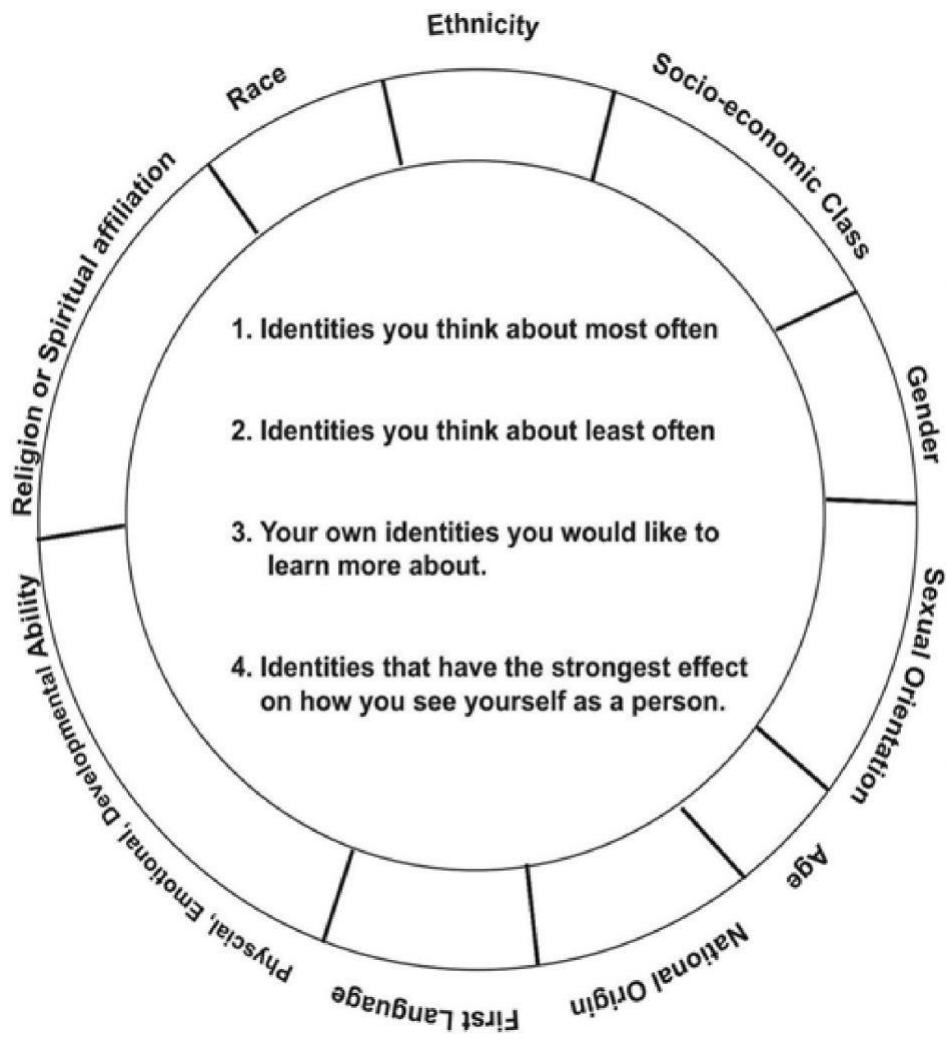 Ethnicity
Socio-economic Class
Gender
Sexual Orientation
Age
National Origin
First Language
Physcial, Emotional, Developmental Ability
Religion or Spiritual affiliation
Race
1. Identities you think about most often
2. Identities you think about least often
3. Your own identities you would like to
learn more about.
4. Identities that have the strongest effect
on how you see yourself as a person.